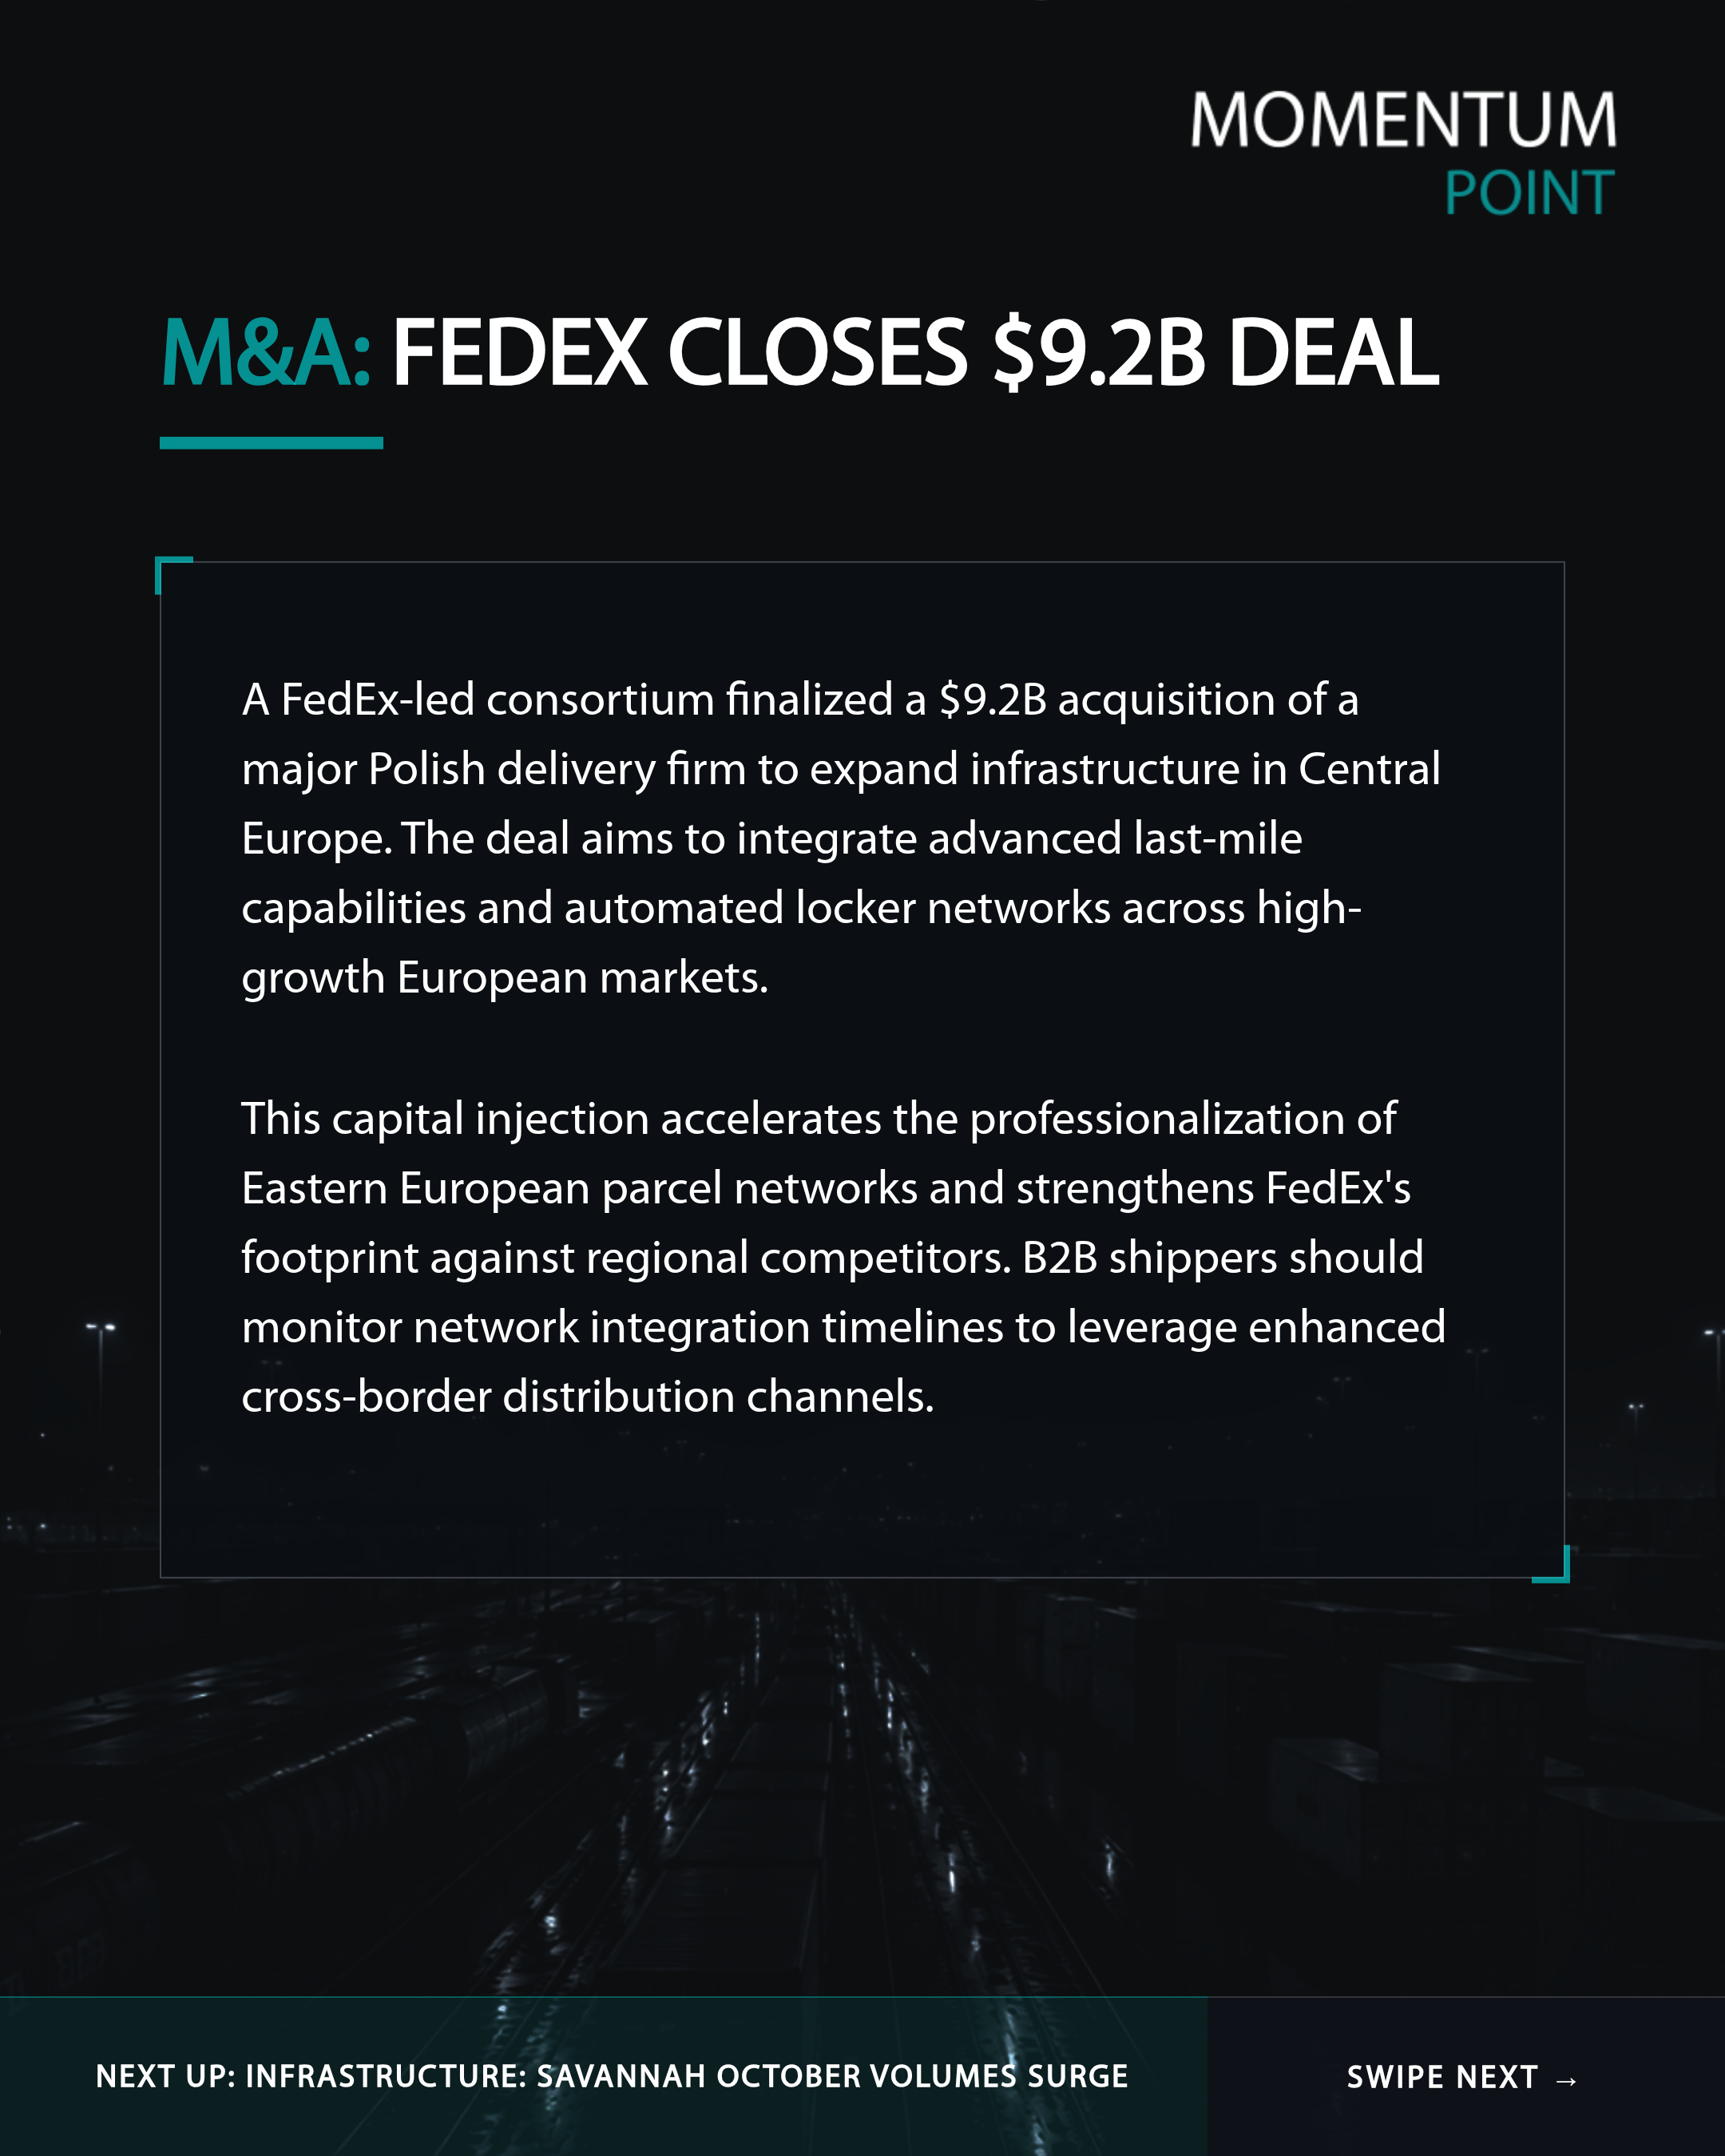 MOMENTUM
POINT
M&A: FEDEX CLOSES $9.2B DEAL
A FedEx-led consortium finalized a $9.2B acquisition of a
major Polish delivery firm to expand infrastructure in Central
Europe. The deal aims to integrate advanced last-mile
capabilities and automated locker networks across high-
growth European markets.
This capital injection accelerates the professionalization of
Eastern European parcel networks and strengthens FedEx's
footprint against regional competitors. B2B shippers should
monitor network integration timelines to leverage enhanced
cross-border distribution channels.
NEXT UP: INFRASTRUCTURE: SAVANNAH OCTOBER VOLUMES SURGE
SWIPE NEXT →